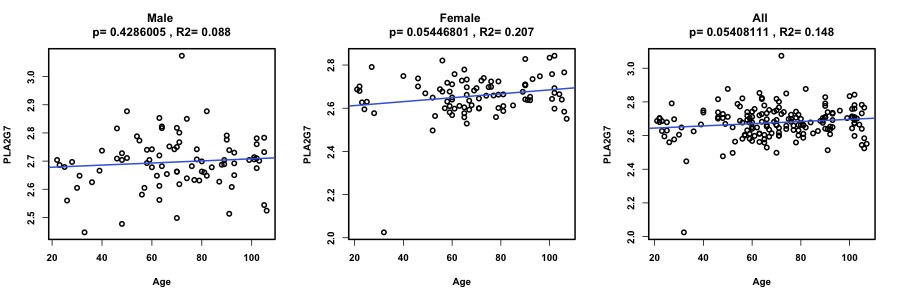 Male
p= 0.4286005 , R2= 0.088
PLA2G7
3.0
2.9
2.8
2.7
2.6
2.5
20 40 60 80 100
Age
Female
p= 0.05446801 , R2= 0.207
PLA2G7
2.8
2.6
2.4
2.2
2.0
20 40 60 80 100
Age
All
p= 0.05408111 , R2= 0.148
PLA2G7
3.0
2.8
2.6
2.4
2.2
2.0
20 40 60 80 100
Age